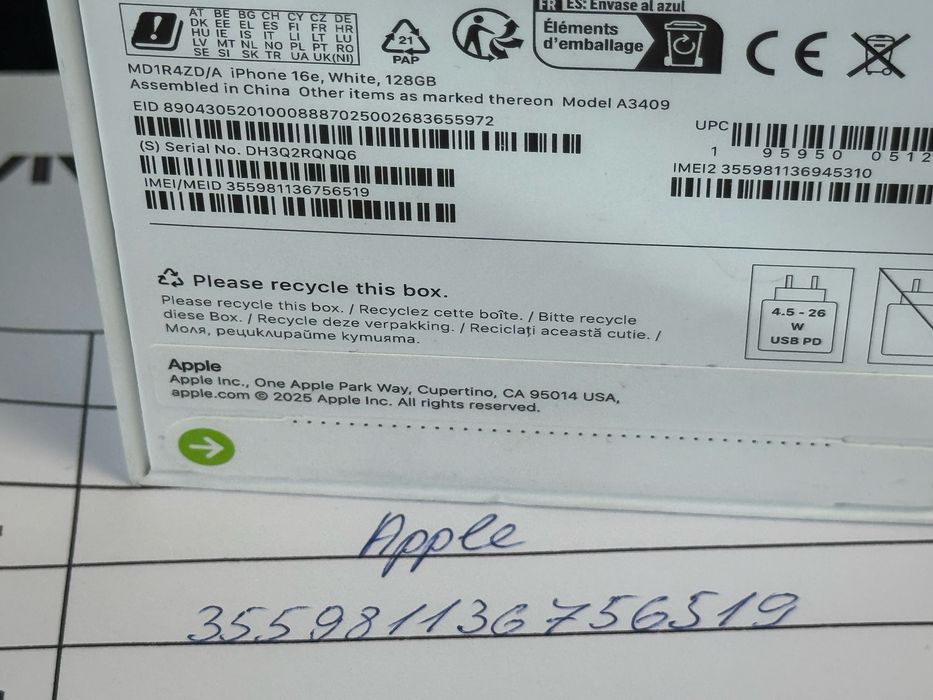 FR ES: Envase al azul
AT BE BG CH CY CZ DE
DK EE EL ES FI FR HR
HU IE IS IT LI LT LU
LV MT NL NO PL PT RO
SE SI SK TR UA UK(NI)
21
PAP
Éléments
d'emballage
CE
MD1R4ZD/A iPhone 16e, White, 128GB
Assembled in China Other items as marked thereon Model A3409
EID 89043052010008887025002683655972
UPC
1 95950 0512
(S) Serial No. DH3Q2RQNQ6
IMEI2 355981136945310
IMEI/MEID 355981136756519
Please recycle this box.
Please recycle this box. / Recyclez cette boîte. / Bitte recycle
diese Box. / Recycle deze verpakking. / Reciclați această cutie. /
Моля, рециклирайте кутията.
4.5 - 26
W
USB PD
Apple
Apple Inc., One Apple Park Way, Cupertino, CA 95014 USA,
apple.com © 2025 Apple Inc. All rights reserved.
Apple
355981136756519